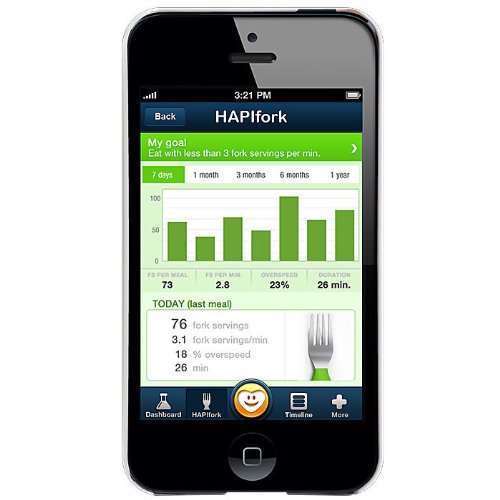 3:21 PM
Back
HAPIfork
My goal
Eat with less than 3 fork servings per min.
7 days 1 month 3 months 6 months 1 year
100
50
0
FS PER MEAL FS PER MIN. OVERSPEED DURATION
73 2.8 23% 26 min.
TODAY (last meal)
76 fork servings
3.1 fork servings/min
18 % overspeed
26 min
Dashboard HAPIfork Timeline More